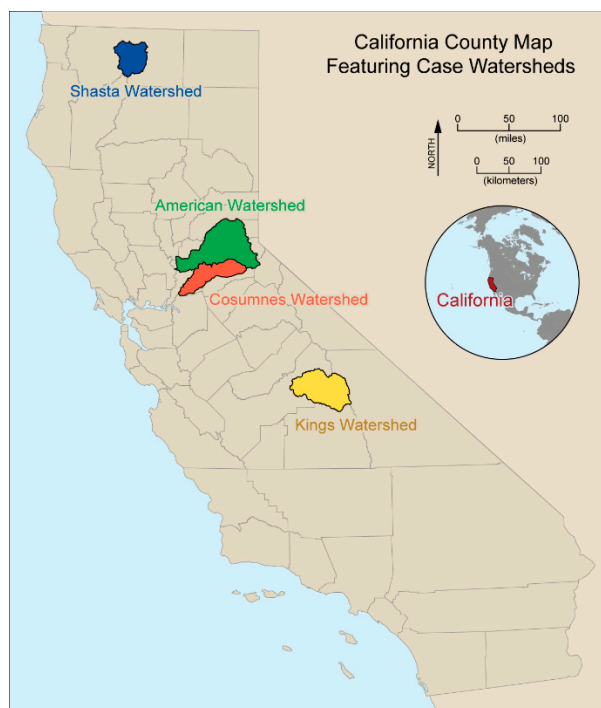 California County Map
Featuring Case Watersheds
Shasta Watershed
NORTH
0 50 100
(miles)
0 50 100
(kilometers)
American Watershed
Cosumnes Watershed
California
Kings Watershed